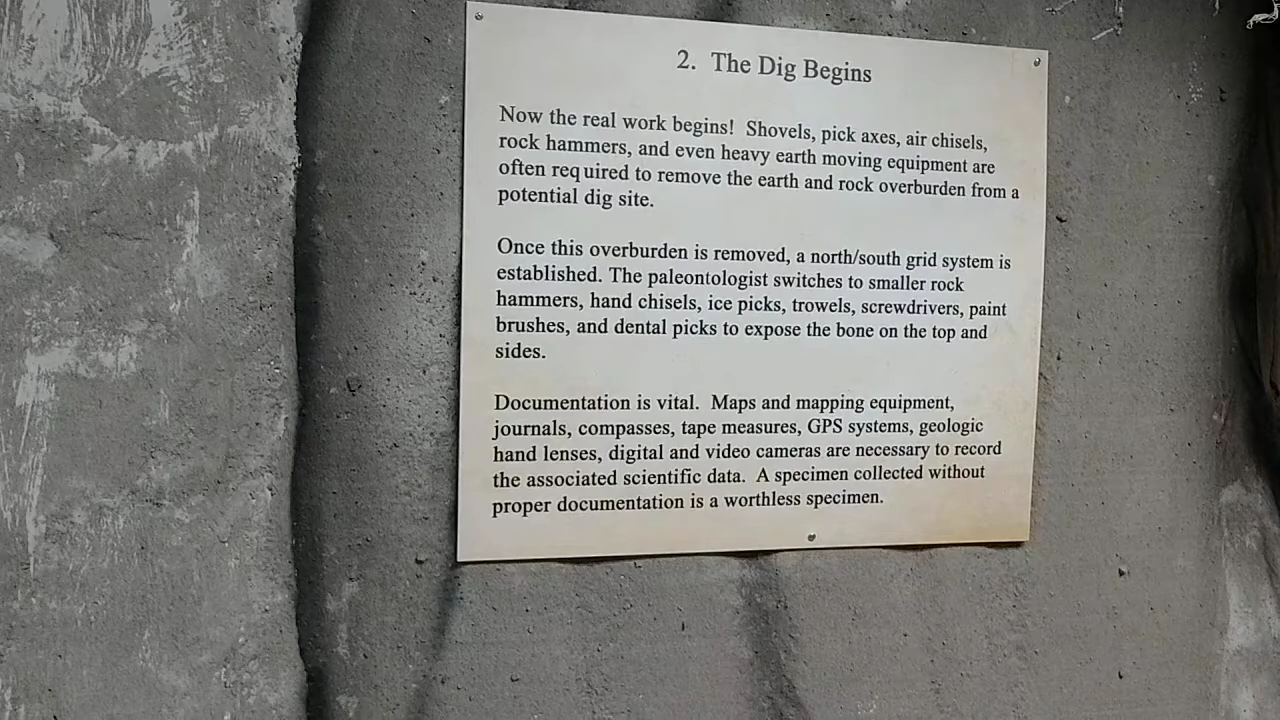 2. The Dig Begins
Now the real work begins! Shovels, pick axes, air chisels,
rock hammers, and even heavy earth moving equipment are
often required to remove the earth and rock overburden from a
potential dig site.
Once this overburden is removed, a north/south grid system is
established. The paleontologist switches to smaller rock
hammers, hand chisels, ice picks, trowels, screwdrivers, paint
brushes, and dental picks to expose the bone on the top and
sides.
Documentation is vital. Maps and mapping equipment,
journals, compasses, tape measures, GPS systems, geologic
hand lenses, digital and video cameras are necessary to record
the associated scientific data. A specimen collected without
proper documentation is a worthless specimen.